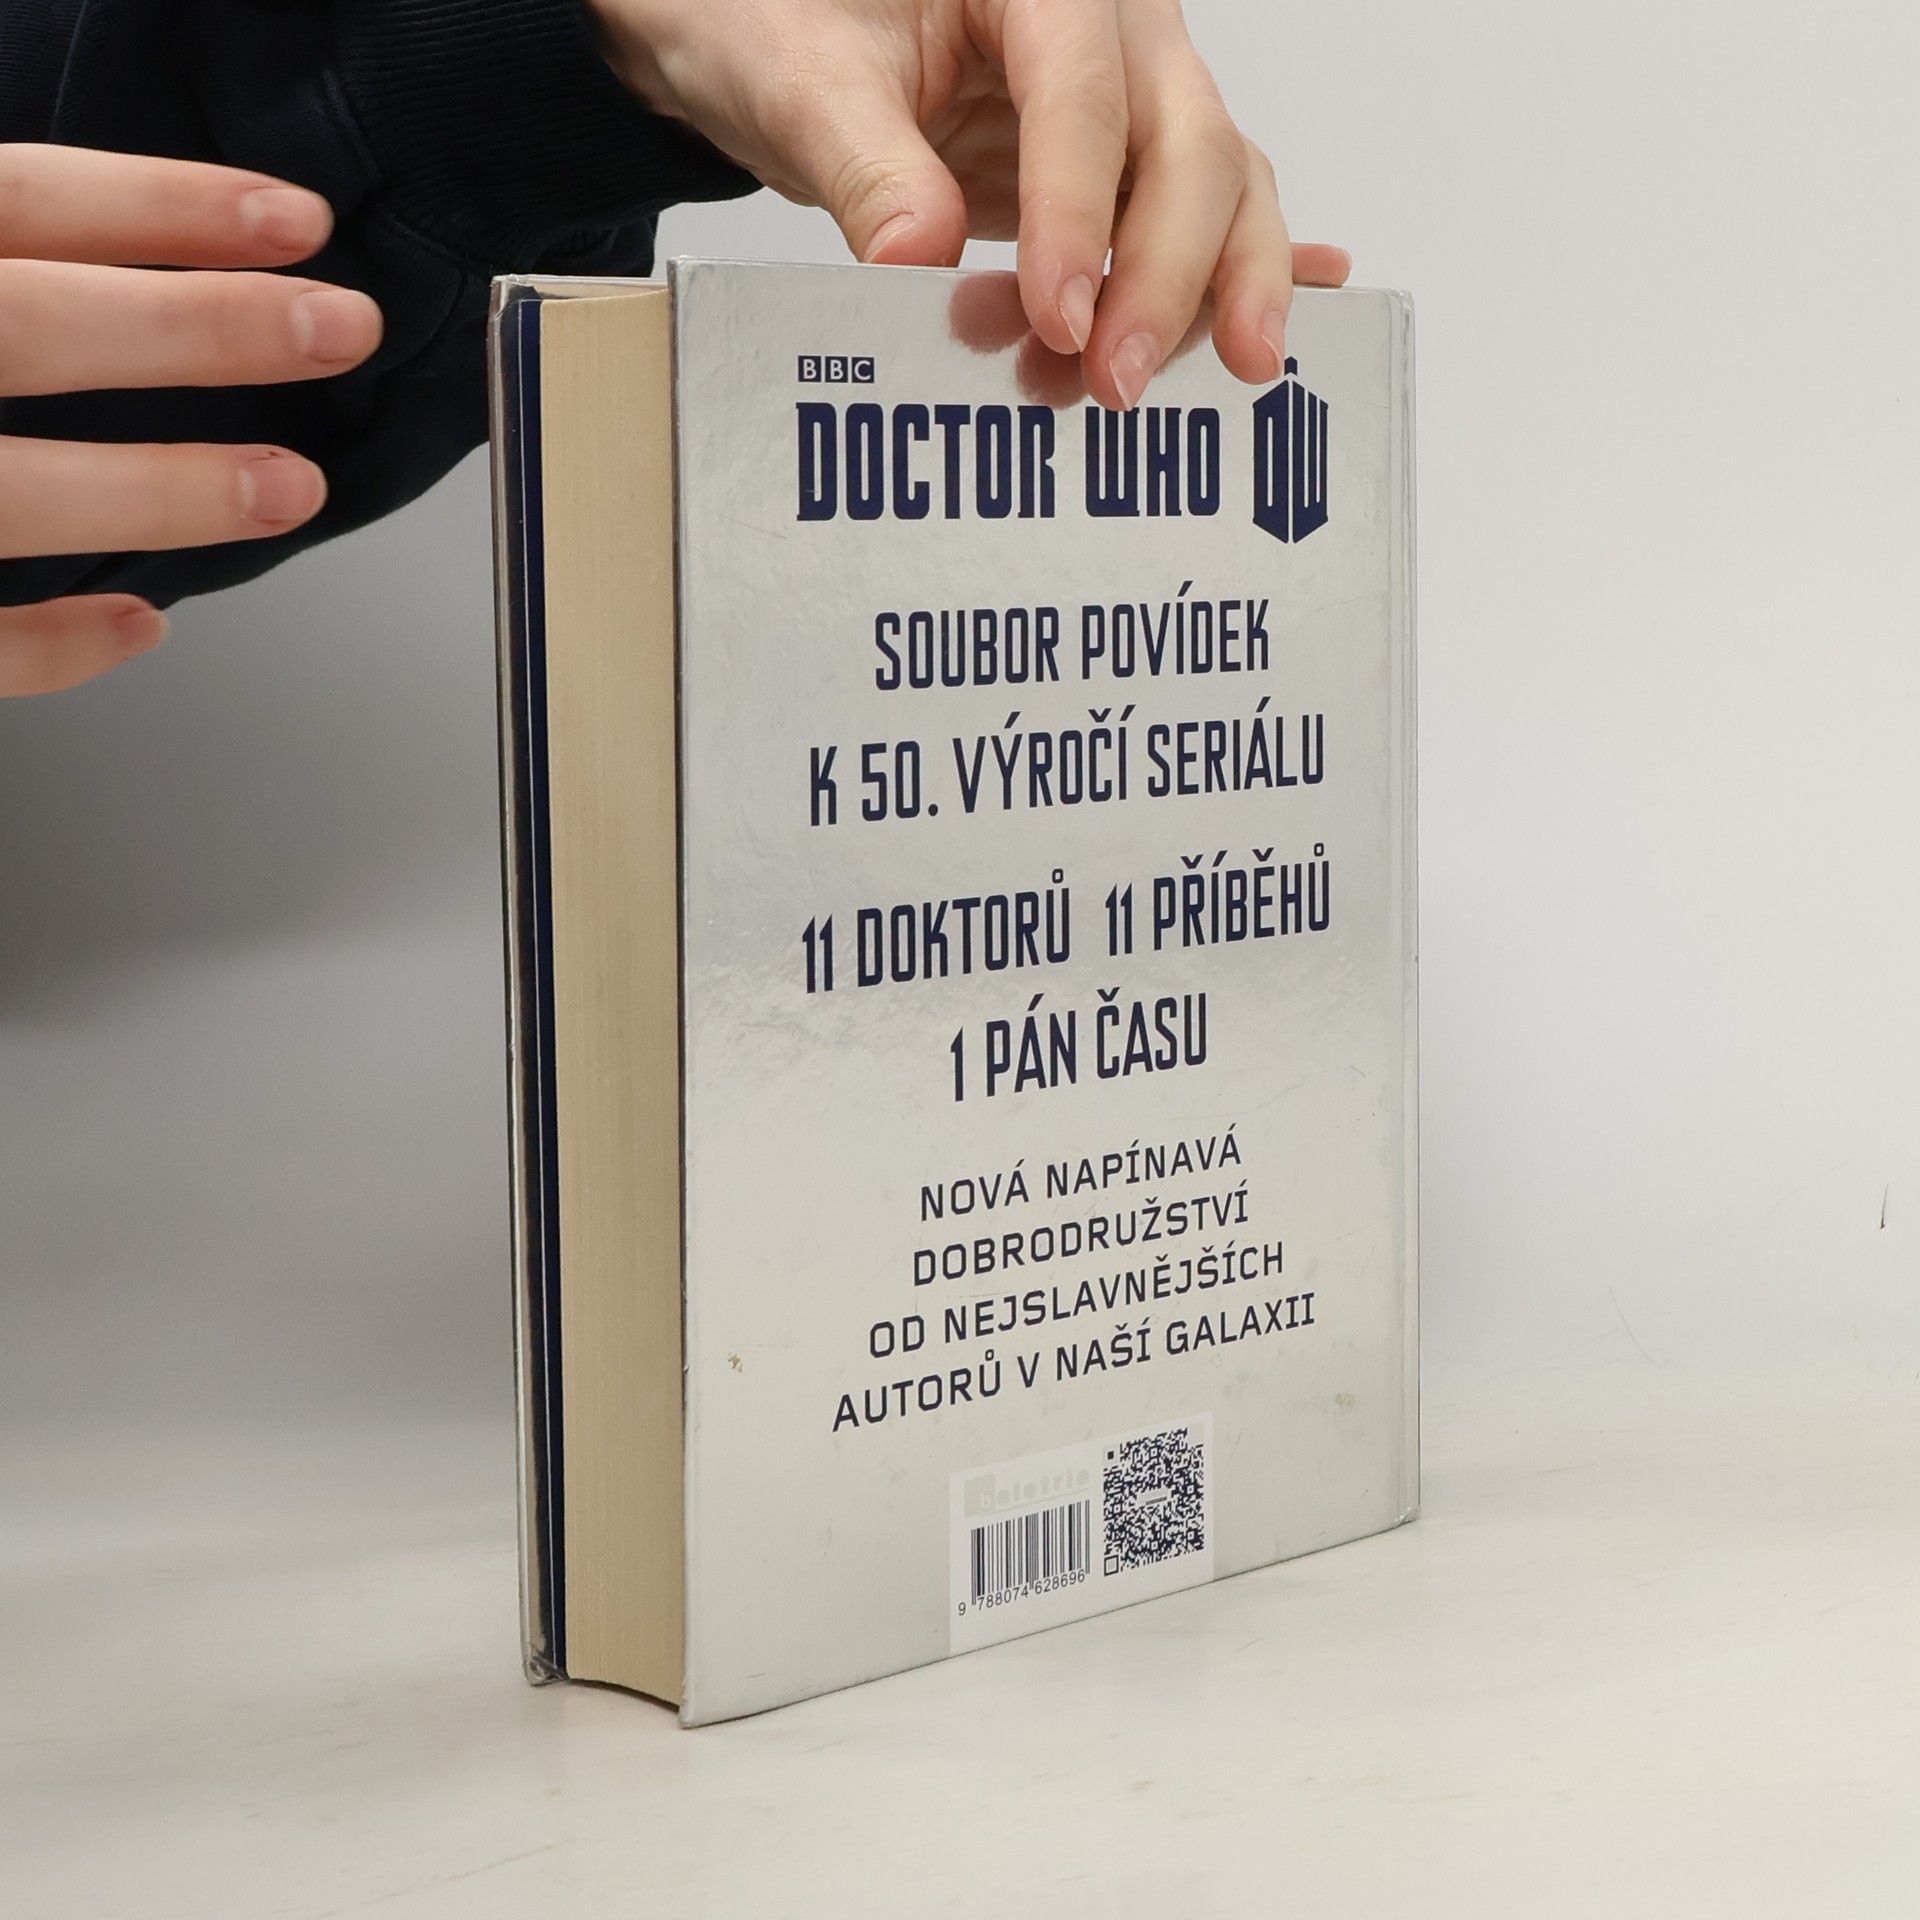 BBC
DOCTOR WHO DW
SOUBOR POVÍDEK
K 50. VÝROČÍ SERIÁLU
11 DOKTORŮ 11 PŘÍBĚHŮ
1 PÁN ČASU
NOVÁ NAPÍNAVÁ
DOBRODRUŽSTVÍ
OD NEJSLAVNĚJŠÍCH
AUTORŮ V NAŠÍ GALAXII
9 788074 628696